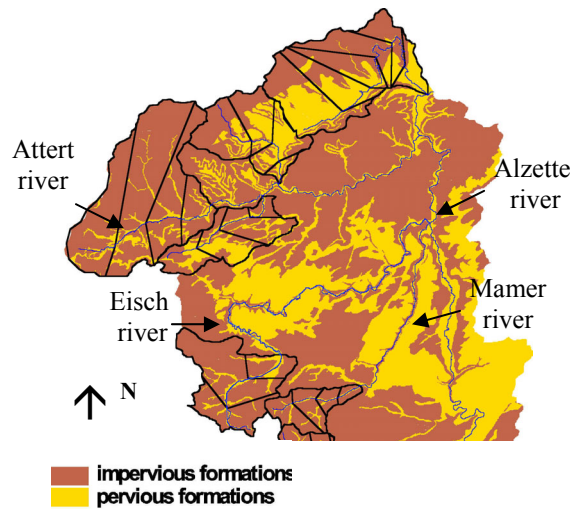 Attert
river
Alzette
river
Eisch
river
Mamer
river
N
impervious formations
pervious formations